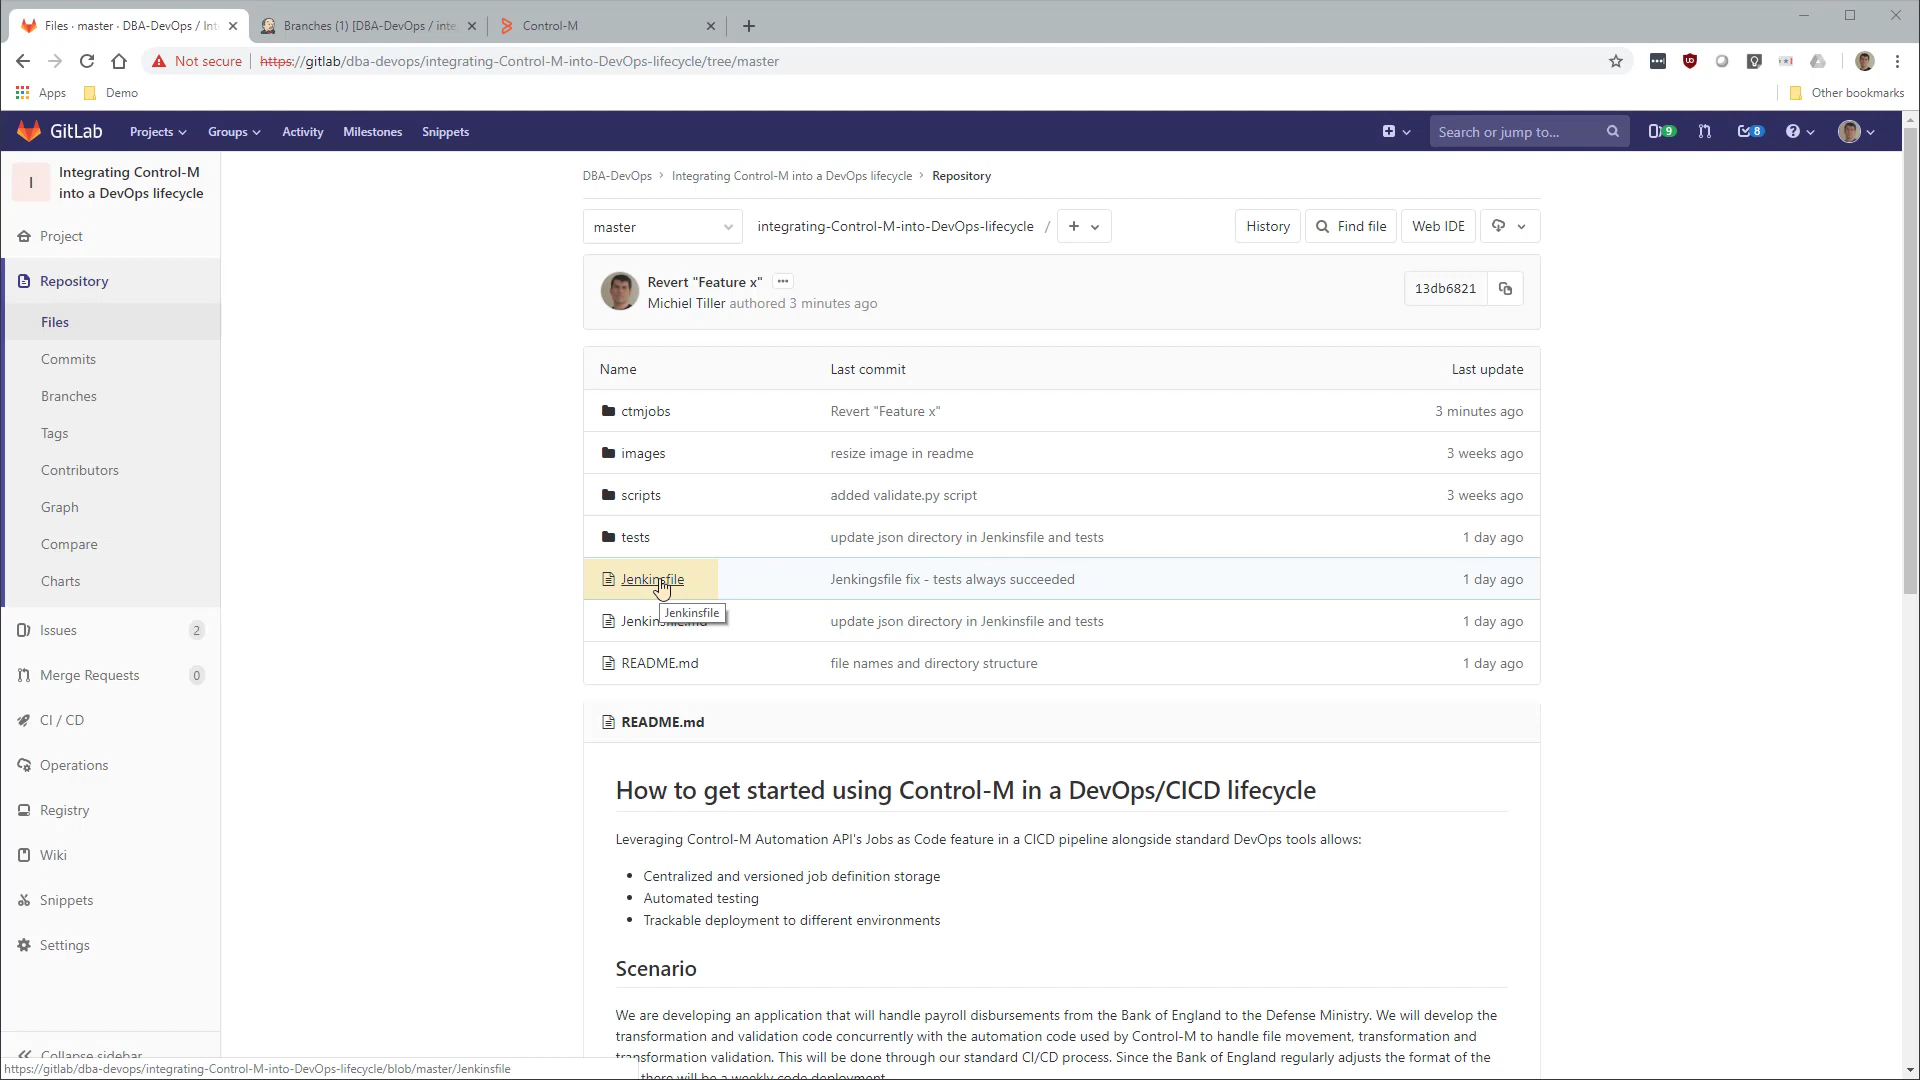 Files · master · DBA-DevOps / Int
Branches (1) [DBA-DevOps / inte
Control-M
Not secure
https://gitlab/dba-devops/integrating-Control-M-into-DevOps-lifecycle/tree/master
Apps
Demo
Other bookmarks
GitLab
Projects
Groups
Activity
Milestones
Snippets
Search or jump to...
9
8
I
Integrating Control-M
into a DevOps lifecycle
Project
Repository
Files
Commits
Branches
Tags
Contributors
Graph
Compare
Charts
Issues
2
Merge Requests
0
CI / CD
Operations
Registry
Wiki
Snippets
Settings
Collapse sidebar
DBA-DevOps › Integrating Control-M into a DevOps lifecycle › Repository
master
integrating-Control-M-into-DevOps-lifecycle /
+
History
Find file
Web IDE
Revert "Feature x"
Michiel Tiller authored 3 minutes ago
13db6821
Name Last commit Last update
ctmjobs Revert "Feature x" 3 minutes ago
images resize image in readme 3 weeks ago
scripts added validate.py script 3 weeks ago
tests update json directory in Jenkinsfile and tests 1 day ago
Jenkinsfile Jenkingsfile fix - tests always succeeded 1 day ago
Jenkinsfile
Jenkinsfile.md update json directory in Jenkinsfile and tests 1 day ago
README.md file names and directory structure 1 day ago
README.md
How to get started using Control-M in a DevOps/CICD lifecycle
Leveraging Control-M Automation API's Jobs as Code feature in a CICD pipeline alongside standard DevOps tools allows:
• Centralized and versioned job definition storage
• Automated testing
• Trackable deployment to different environments
Scenario
We are developing an application that will handle payroll disbursements from the Bank of England to the Defense Ministry. We will develop the
transformation and validation code concurrently with the automation code used by Control-M to handle file movement, transformation and
transformation validation. This will be done through our standard CI/CD process. Since the Bank of England regularly adjusts the format of the
there will be a weekly code deployment.
https://gitlab/dba-devops/integrating-Control-M-into-DevOps-lifecycle/blob/master/Jenkinsfile